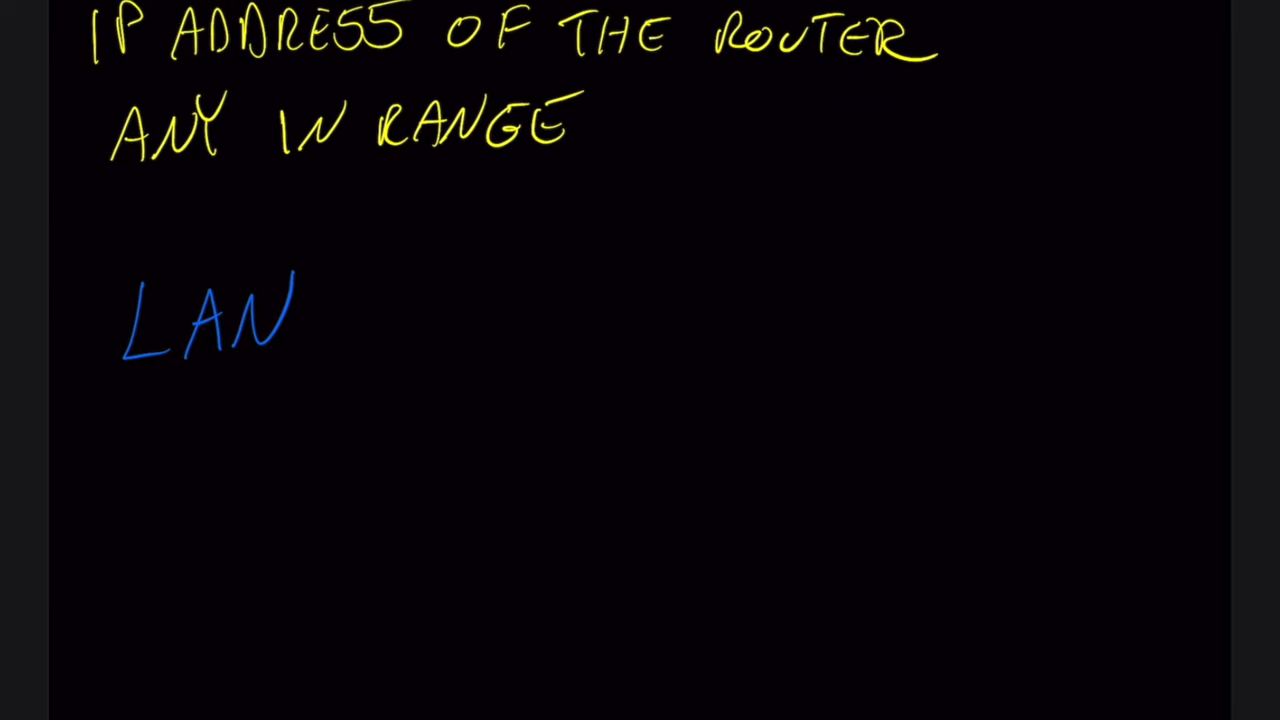 IP ADDRESS OF THE ROUTER
ANY IN RANGE
LAN